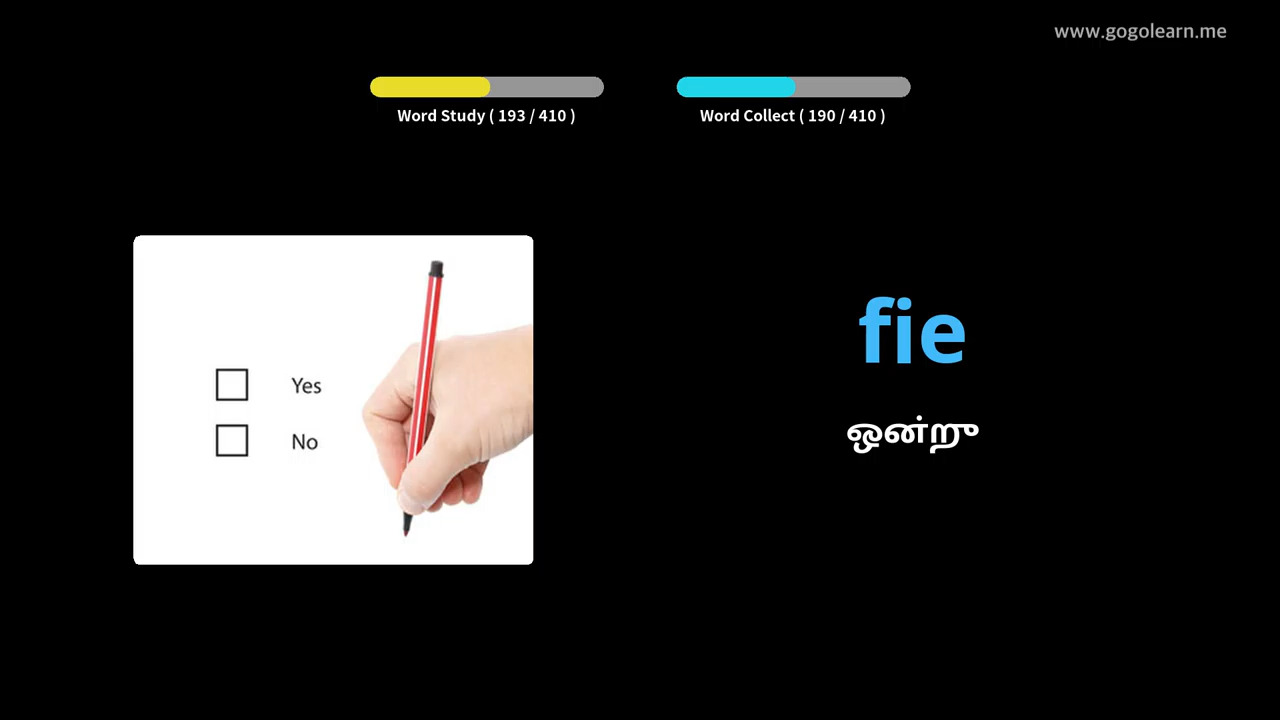 www.gogolearn.me
Word Study ( 193 / 410 )
Word Collect ( 190 / 410 )
Yes
No
fie
ஒன்று